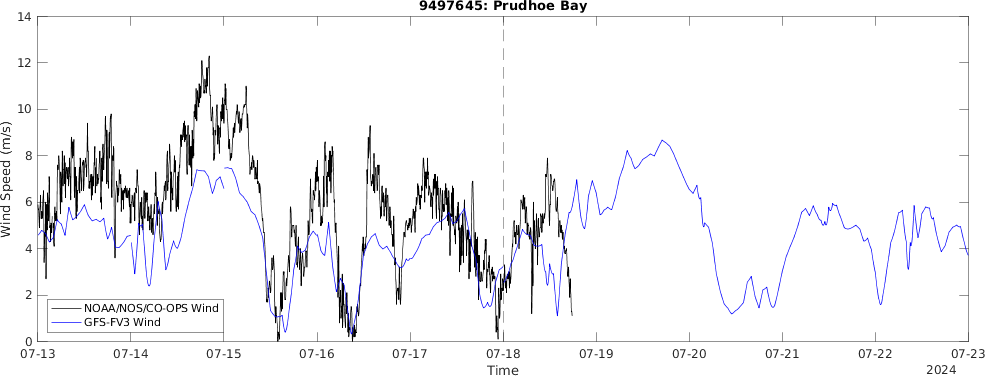 9497645: Prudhoe Bay
Wind Speed (m/s)
14
12
10
8
6
4
2
0
NOAA/NOS/CO-OPS Wind
GFS-FV3 Wind
07-13 07-14 07-15 07-16 07-17 07-18 07-19 07-20 07-21 07-22 07-23
Time
2024